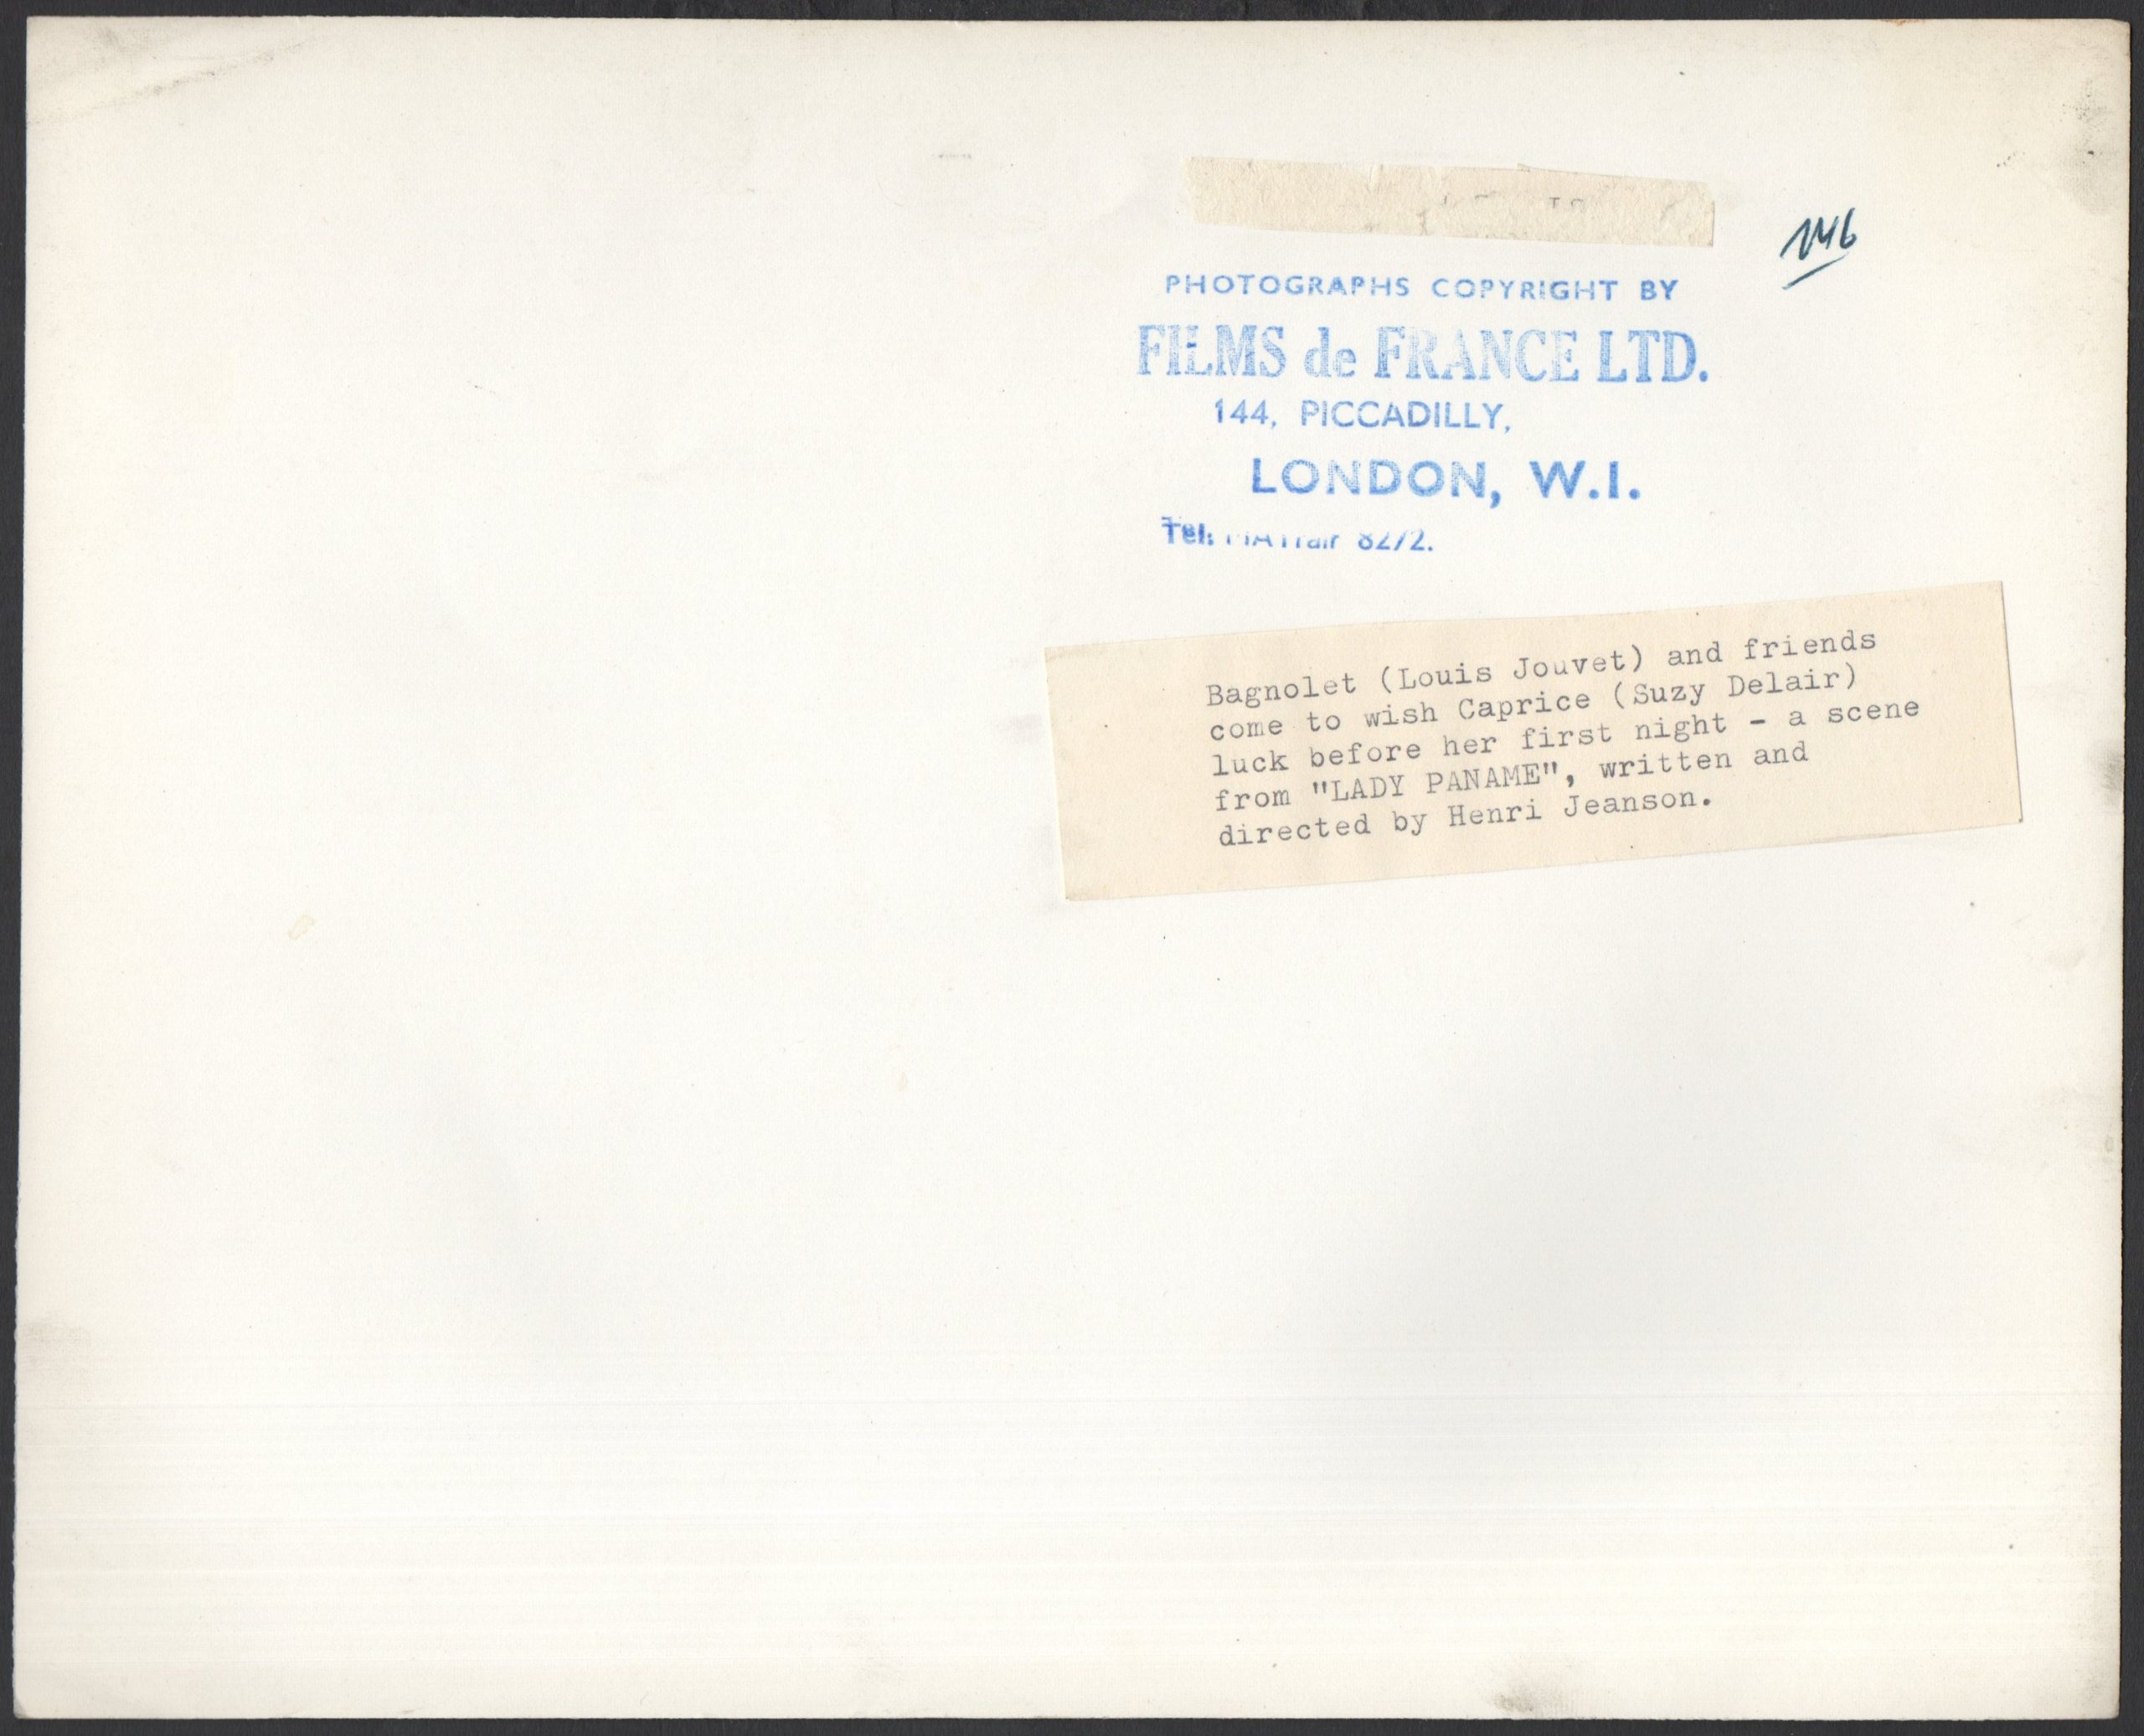 146
PHOTOGRAPHS COPYRIGHT BY
FILMS de FRANCE LTD.
144, PICCADILLY,
LONDON, W.I.
Tel:
Bagnolet (Louis Jouvet) and friends
come to wish Caprice (Suzy Delair)
luck before her first night - a scene
from "LADY PANAME", written and
directed by Henri Jeanson.